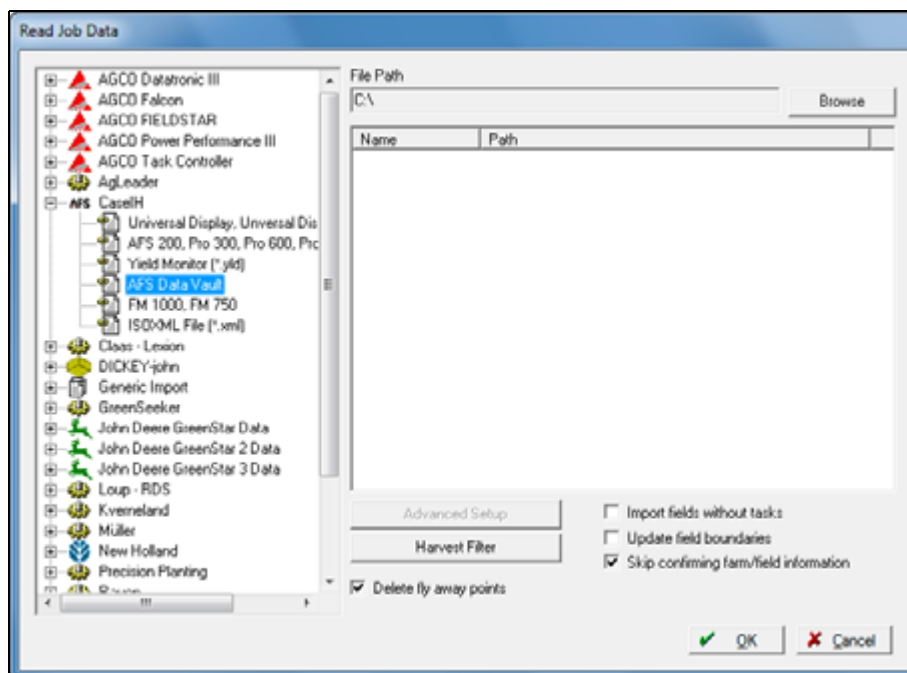 Read Job Data
AGCO Datatronic III
AGCO Falcon
AGCO FIELDSTAR
AGCO Power Performance III
AGCO Task Controller
AgLeader
AFS CaseIH
Universal Display, Unversal Dis
AFS 200, Pro 300, Pro 600, Pro
Yield Monitor (*.yld)
AFS Data Vault
FM 1000, FM 750
ISOXML File (*.xml)
Claas - Lexion
DICKEY-john
Generic Import
GreenSeeker
John Deere GreenStar Data
John Deere GreenStar 2 Data
John Deere GreenStar 3 Data
Loup - RDS
Kverneland
Müller
New Holland
Precision Planting
File Path
C:\
Browse
Name Path
Advanced Setup
Harvest Filter
Delete fly away points
Import fields without tasks
Update field boundaries
Skip confirming farm/field information
OK
Cancel